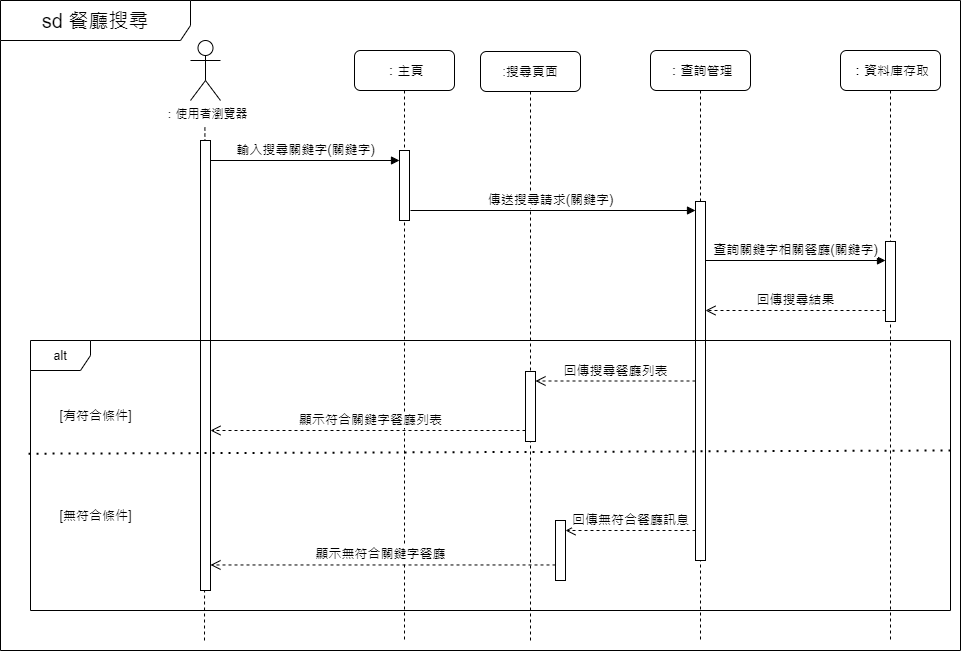 sd 餐廳搜尋
: 使用者瀏覽器
: 主頁
:搜尋頁面
: 查詢管理
: 資料庫存取
輸入搜尋關鍵字(關鍵字)
傳送搜尋請求(關鍵字)
查詢關鍵字相關餐廳(關鍵字)
回傳搜尋結果
alt
回傳搜尋餐廳列表
[有符合條件]
顯示符合關鍵字餐廳列表
[無符合條件]
回傳無符合餐廳訊息
顯示無符合關鍵字餐廳